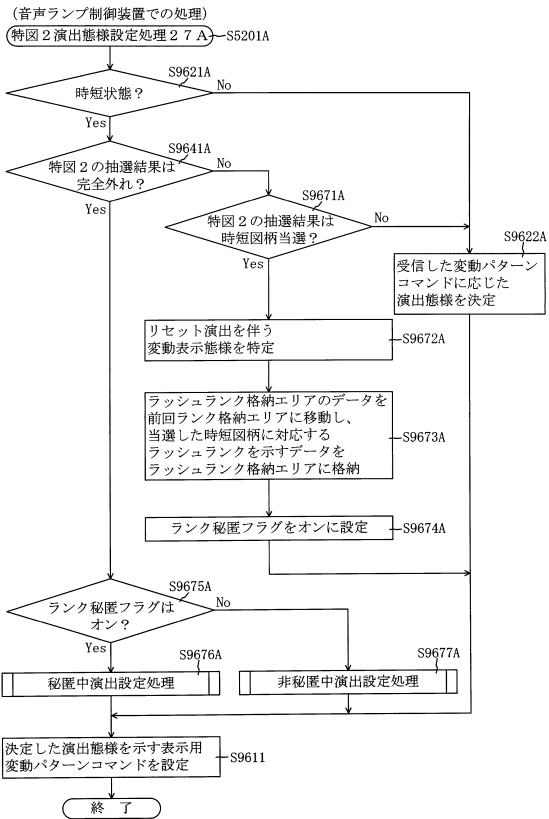 （音声ランプ制御装置での処理）
特図２演出態様設定処理２７Ａ
S5201A
S9621A
時短状態？
No
Yes
S9641A
特図２の抽選結果は
完全外れ？
No
Yes
S9671A
特図２の抽選結果は
時短図柄当選？
No
Yes
S9622A
受信した変動パターン
コマンドに応じた
演出態様を決定
リセット演出を伴う
変動表示態様を特定
S9672A
ラッシュランク格納エリアのデータを
前回ランク格納エリアに移動し、
当選した時短図柄に対応する
ラッシュランクを示すデータを
ラッシュランク格納エリアに格納
S9673A
ランク秘匿フラグをオンに設定
S9674A
S9675A
ランク秘匿フラグは
オン？
No
Yes
S9676A
秘匿中演出設定処理
S9677A
非秘匿中演出設定処理
決定した演出態様を示す表示用
変動パターンコマンドを設定
S9611
終 了